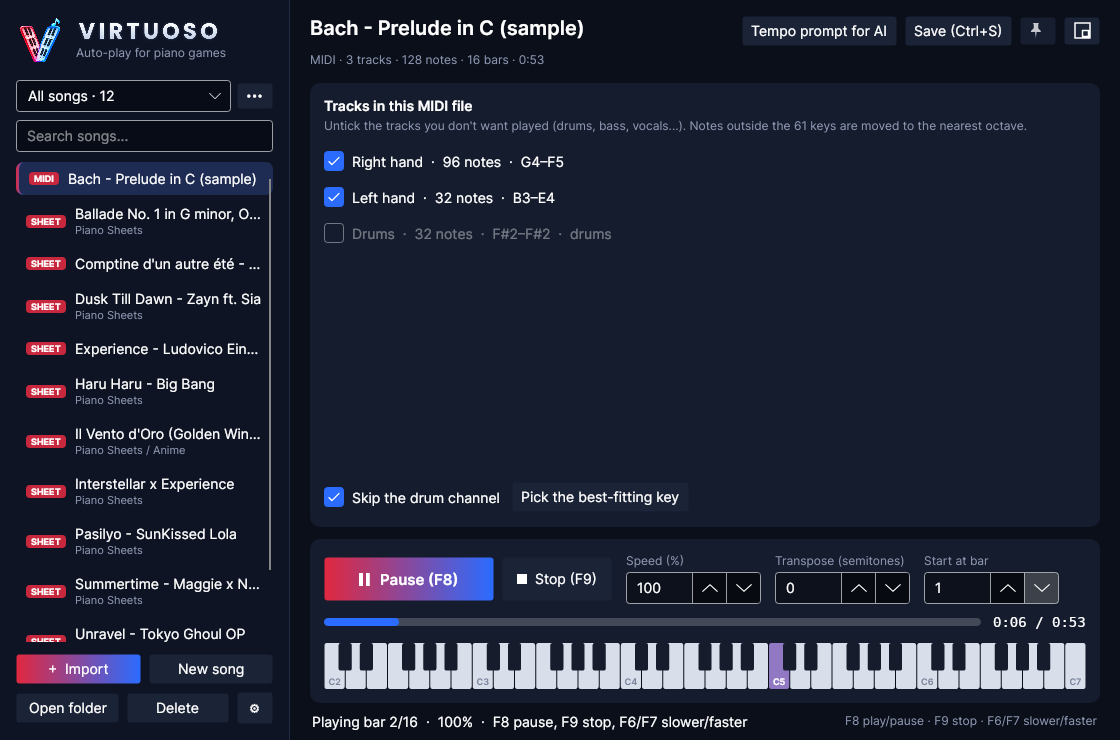 VIRTUOSO
Auto-play for piano games
All songs · 12
Search songs...
MIDI Bach - Prelude in C (sample)
SHEET Ballade No. 1 in G minor, O...
Piano Sheets
SHEET Comptine d'un autre été - ...
SHEET Dusk Till Dawn - Zayn ft. Sia
Piano Sheets
SHEET Experience - Ludovico Ein...
SHEET Haru Haru - Big Bang
Piano Sheets
SHEET Il Vento d'Oro (Golden Win...
Piano Sheets / Anime
SHEET Interstellar x Experience
Piano Sheets
SHEET Pasilyo - SunKissed Lola
Piano Sheets
SHEET Summertime - Maggie x N...
Piano Sheets
SHEET Unravel - Tokyo Ghoul OP
+ Import
New song
Open folder
Delete
Bach - Prelude in C (sample)
MIDI · 3 tracks · 128 notes · 16 bars · 0:53
Tempo prompt for AI
Save (Ctrl+S)
Tracks in this MIDI file
Untick the tracks you don't want played (drums, bass, vocals...). Notes outside the 61 keys are moved to the nearest octave.
Right hand · 96 notes · G4–F5
Left hand · 32 notes · B3–E4
Drums · 32 notes · F#2–F#2 · drums
Skip the drum channel
Pick the best-fitting key
Pause (F8)
Stop (F9)
Speed (%)
100
Transpose (semitones)
0
Start at bar
1
0:06 / 0:53
C2 C3 C4 C5 C6 C7
Playing bar 2/16 · 100% · F8 pause, F9 stop, F6/F7 slower/faster
F8 play/pause · F9 stop · F6/F7 slower/faster